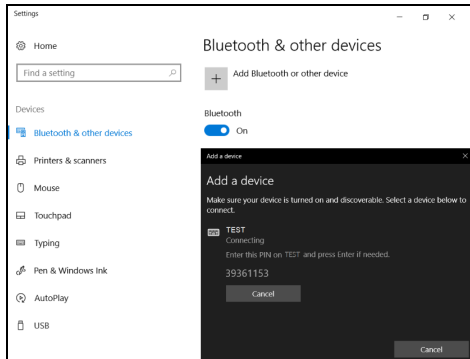 Settings
Home
Find a setting
Devices
Bluetooth & other devices
Printers & scanners
Mouse
Touchpad
Typing
Pen & Windows Ink
AutoPlay
USB
Bluetooth & other devices
Add Bluetooth or other device
Bluetooth
On
Add a device
Add a device
Make sure your device is turned on and discoverable. Select a device below to
connect.
TEST
Connecting
Enter this PIN on TEST and press Enter if needed.
39361153
Cancel
Cancel